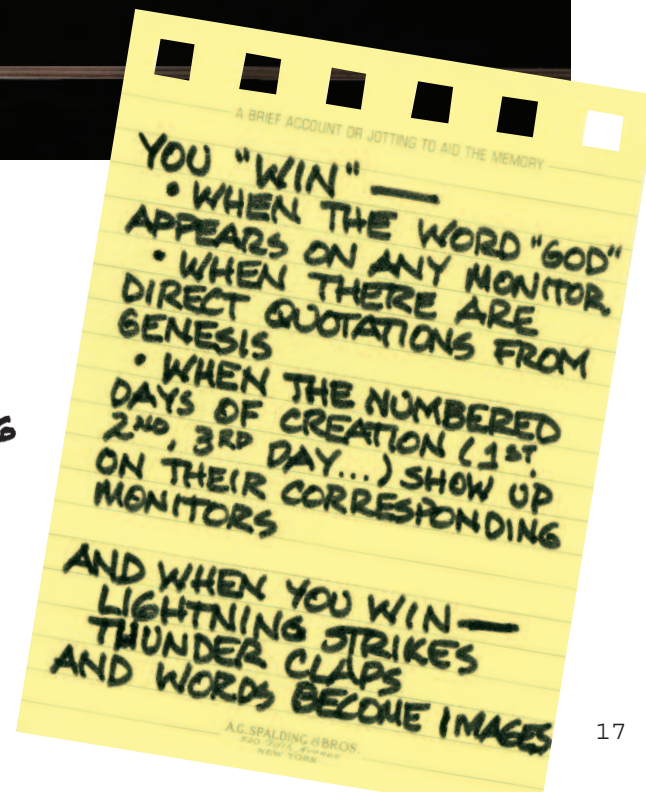 A BRIEF ACCOUNT OR JOTTING TO AID THE MEMORY
YOU "WIN" —
• WHEN THE WORD "GOD"
APPEARS ON ANY MONITOR
• WHEN THERE ARE
DIRECT QUOTATIONS FROM
GENESIS
• WHEN THE NUMBERED
DAYS OF CREATION (1ST,
2ND, 3RD DAY...) SHOW UP
ON THEIR CORRESPONDING
MONITORS
AND WHEN YOU WIN —
LIGHTNING STRIKES
THUNDER CLAPS
AND WORDS BECOME IMAGES
A.G. SPALDING & BROS.
NEW YORK
17